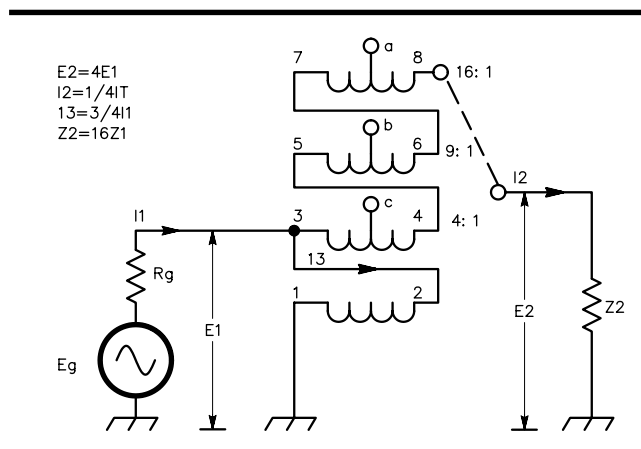 E2=4E1
I2=1/4IT
13=3/4I1
Z2=16Z1
7
a
8
16: 1
5
b
6
9: 1
I2
3
c
4
4: 1
I1
13
Rg
1
2
E1
E2
Z2
Eg